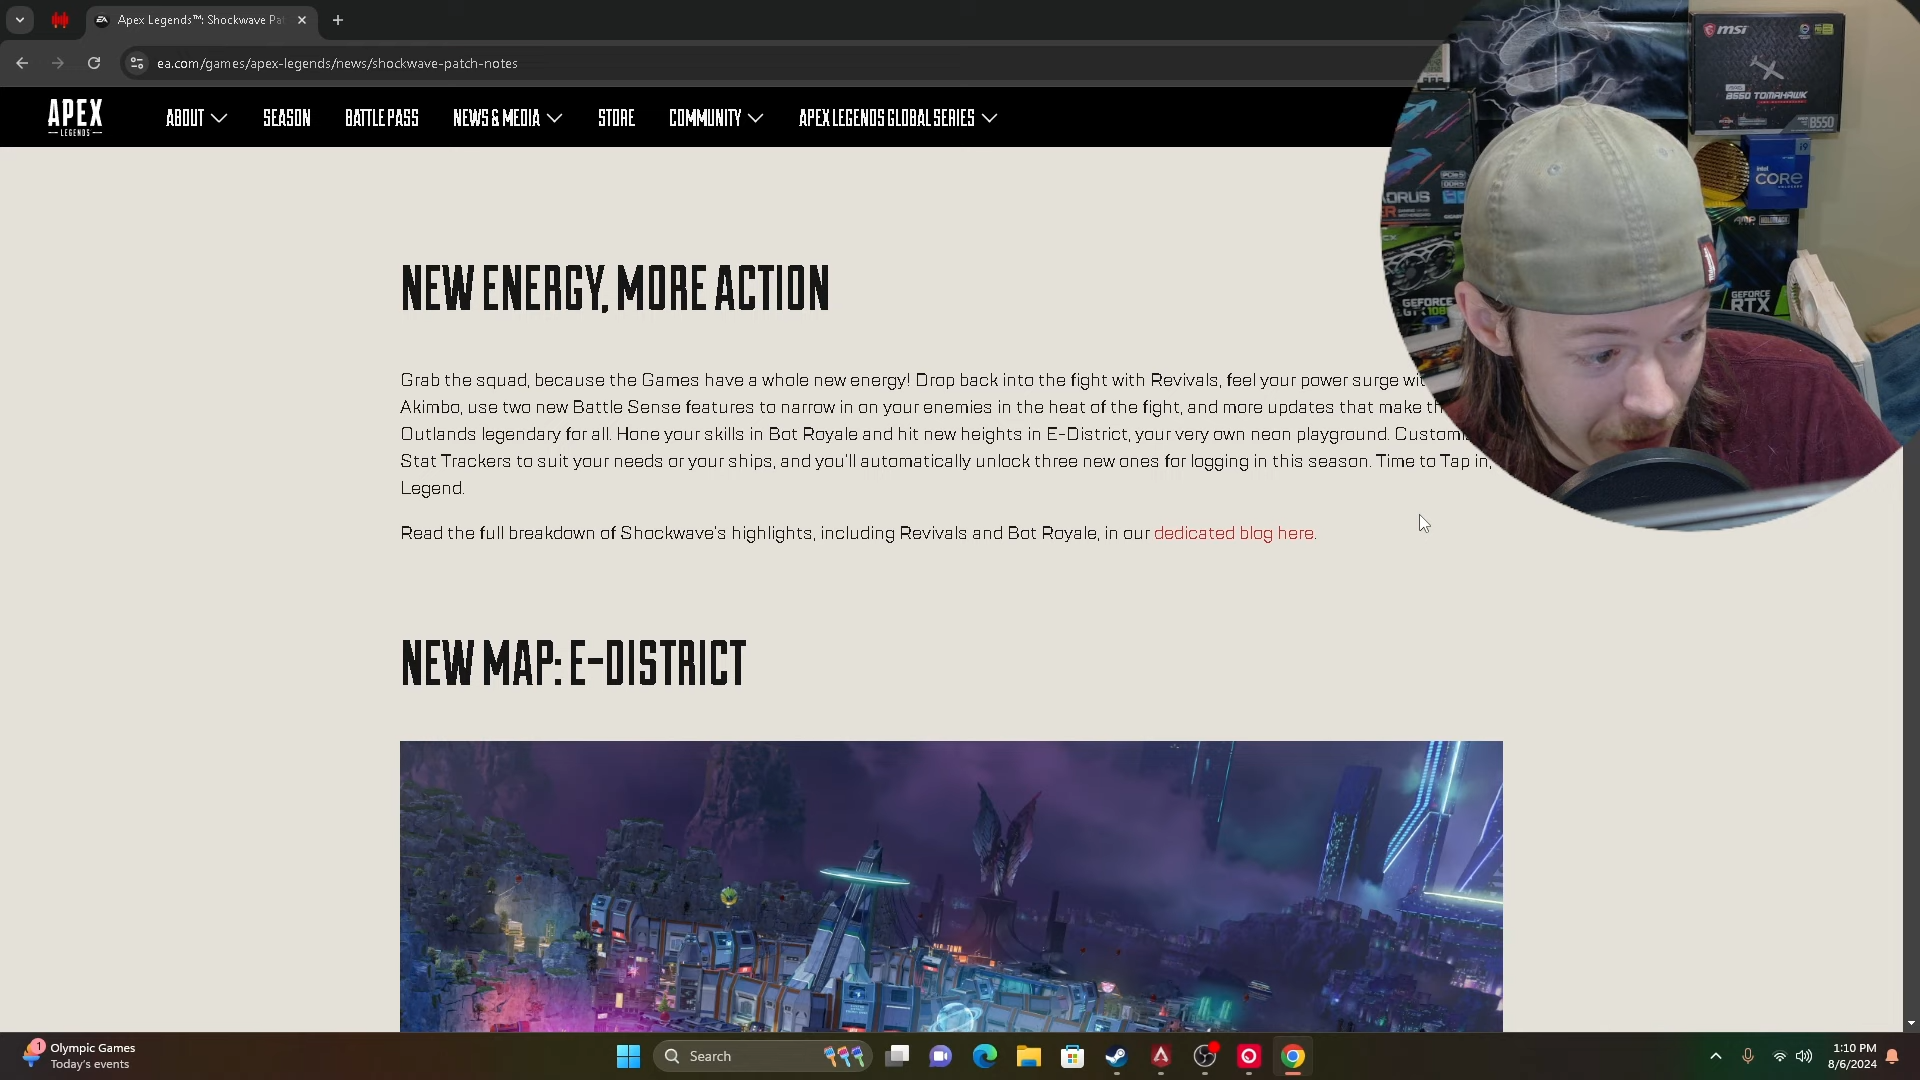 Apex Legends™: Shockwave Pat
ea.com/games/apex-legends/news/shockwave-patch-notes
APEX
LEGENDS
ABOUT
SEASON
BATTLE PASS
NEWS & MEDIA
STORE
COMMUNITY
APEX LEGENDS GLOBAL SERIES
msi
B550 TOMAHAWK
B550
intel
CORE
i9
AORUS
GEFORCE
GEFORCE
RTX
NEW ENERGY, MORE ACTION
Grab the squad, because the Games have a whole new energy! Drop back into the fight with Revivals, feel your power surge wit
Akimbo, use two new Battle Sense features to narrow in on your enemies in the heat of the fight, and more updates that make th
Outlands legendary for all. Hone your skills in Bot Royale and hit new heights in E-District, your very own neon playground. Customi
Stat Trackers to suit your needs or your ships, and you'll automatically unlock three new ones for logging in this season. Time to Tap in,
Legend.
Read the full breakdown of Shockwave's highlights, including Revivals and Bot Royale, in our dedicated blog here.
NEW MAP: E-DISTRICT
OLD TOWN
1
Olympic Games
Today's events
Search
1:10 PM
8/6/2024